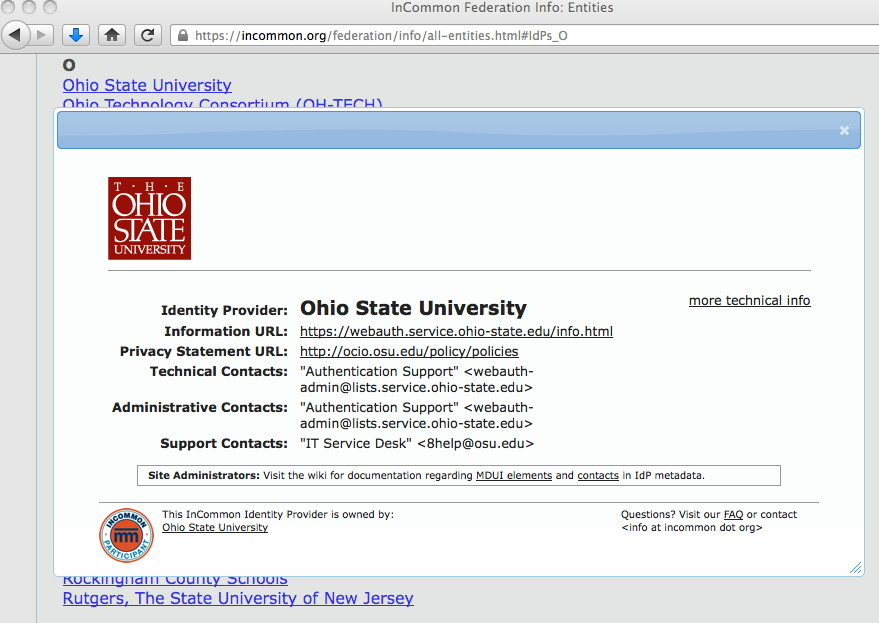 InCommon Federation Info: Entities
https://incommon.org/federation/info/all-entities.html#IdPs_O
O
Ohio State University
Ohio Technology Consortium (OH-TECH)
T · H · E
OHIO
STATE
UNIVERSITY
more technical info
Identity Provider: Ohio State University
Information URL: https://webauth.service.ohio-state.edu/info.html
Privacy Statement URL: http://ocio.osu.edu/policy/policies
Technical Contacts: "Authentication Support" <webauth-
admin@lists.service.ohio-state.edu>
Administrative Contacts: "Authentication Support" <webauth-
admin@lists.service.ohio-state.edu>
Support Contacts: "IT Service Desk" <8help@osu.edu>
Site Administrators: Visit the wiki for documentation regarding MDUI elements and contacts in IdP metadata.
INCOMMON
PARTICIPANT
This InCommon Identity Provider is owned by:
Ohio State University
Questions? Visit our FAQ or contact
<info at incommon dot org>
Rockingham County Schools
Rutgers, The State University of New Jersey